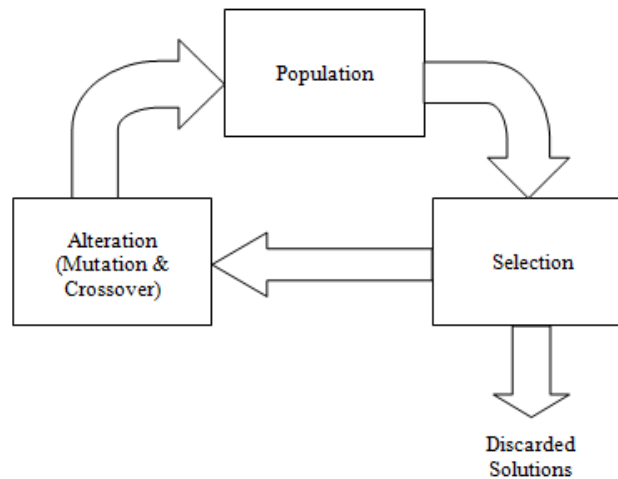 Population
Alteration
(Mutation &
Crossover)
Selection
Discarded
Solutions